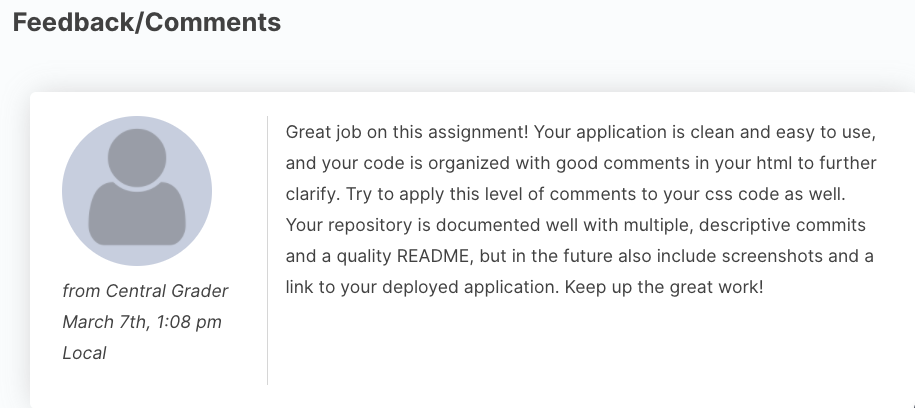 Feedback/Comments
Great job on this assignment! Your application is clean and easy to use,
and your code is organized with good comments in your html to further
clarify. Try to apply this level of comments to your css code as well.
Your repository is documented well with multiple, descriptive commits
and a quality README, but in the future also include screenshots and a
link to your deployed application. Keep up the great work!
from Central Grader
March 7th, 1:08 pm
Local